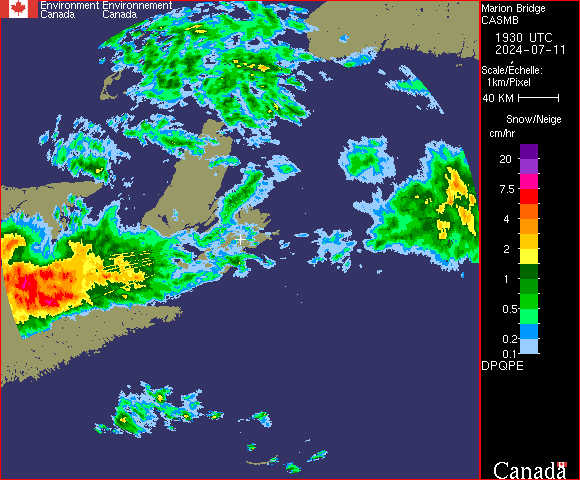 Environment Environnement
Canada Canada
Marion Bridge
CASMB
1930 UTC
2024-07-11
Scale/Echelle:
1km/Pixel
40 KM
Snow/Neige
cm/hr
20
7.5
4
2
1
0.5
0.2
0.1
DPQPE
Canada